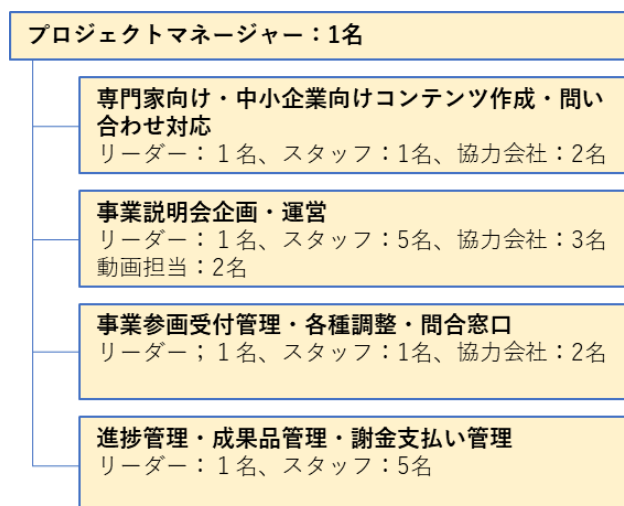 プロジェクトマネージャー：1名
専門家向け・中小企業向けコンテンツ作成・問い
合わせ対応
リーダー：１名、スタッフ：1名、協力会社：2名
事業説明会企画・運営
リーダー：１名、スタッフ：5名、協力会社：3名
動画担当：2名
事業参画受付管理・各種調整・問合窓口
リーダー；１名、スタッフ：1名、協力会社：2名
進捗管理・成果品管理・謝金支払い管理
リーダー：１名、スタッフ：5名